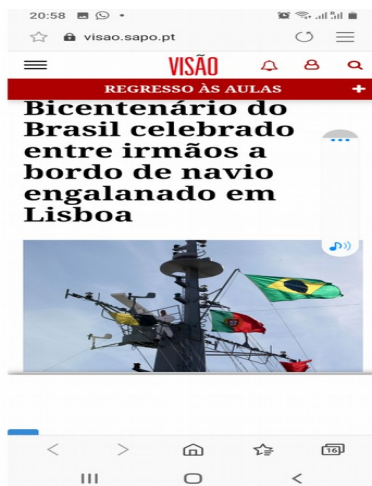 20:58
visao.sapo.pt
VISÃO
REGRESSO ÀS AULAS +
Bicentenário do
Brasil celebrado
entre irmãos a
bordo de navio
engalanado em
Lisboa
16